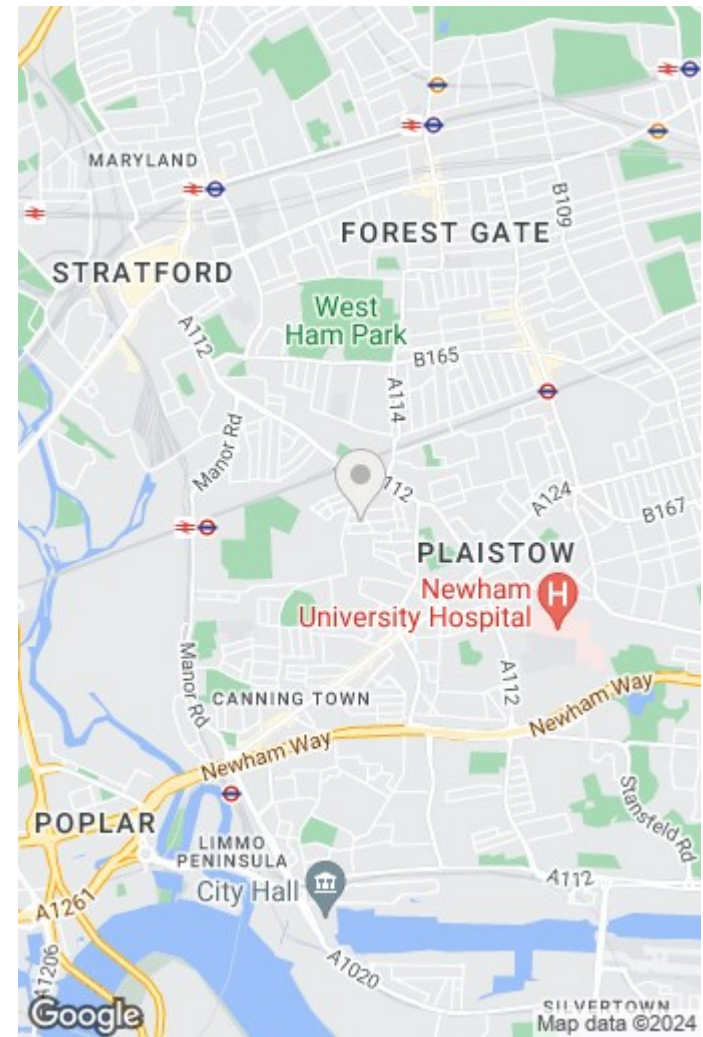 MARYLAND
B109
FOREST GATE
STRATFORD
West
Ham Park
A112
B165
A114
Manor Rd
A124
B167
PLAISTOW
Newham
University Hospital
H
Manor Rd
A112
CANNING TOWN
Newham Way
Newham Way
Stansfeld Rd
POPLAR
LIMMO
PENINSULA
City Hall
A112
A1261
A1206
A1020
SILVERTOWN
Google
Map data ©2024